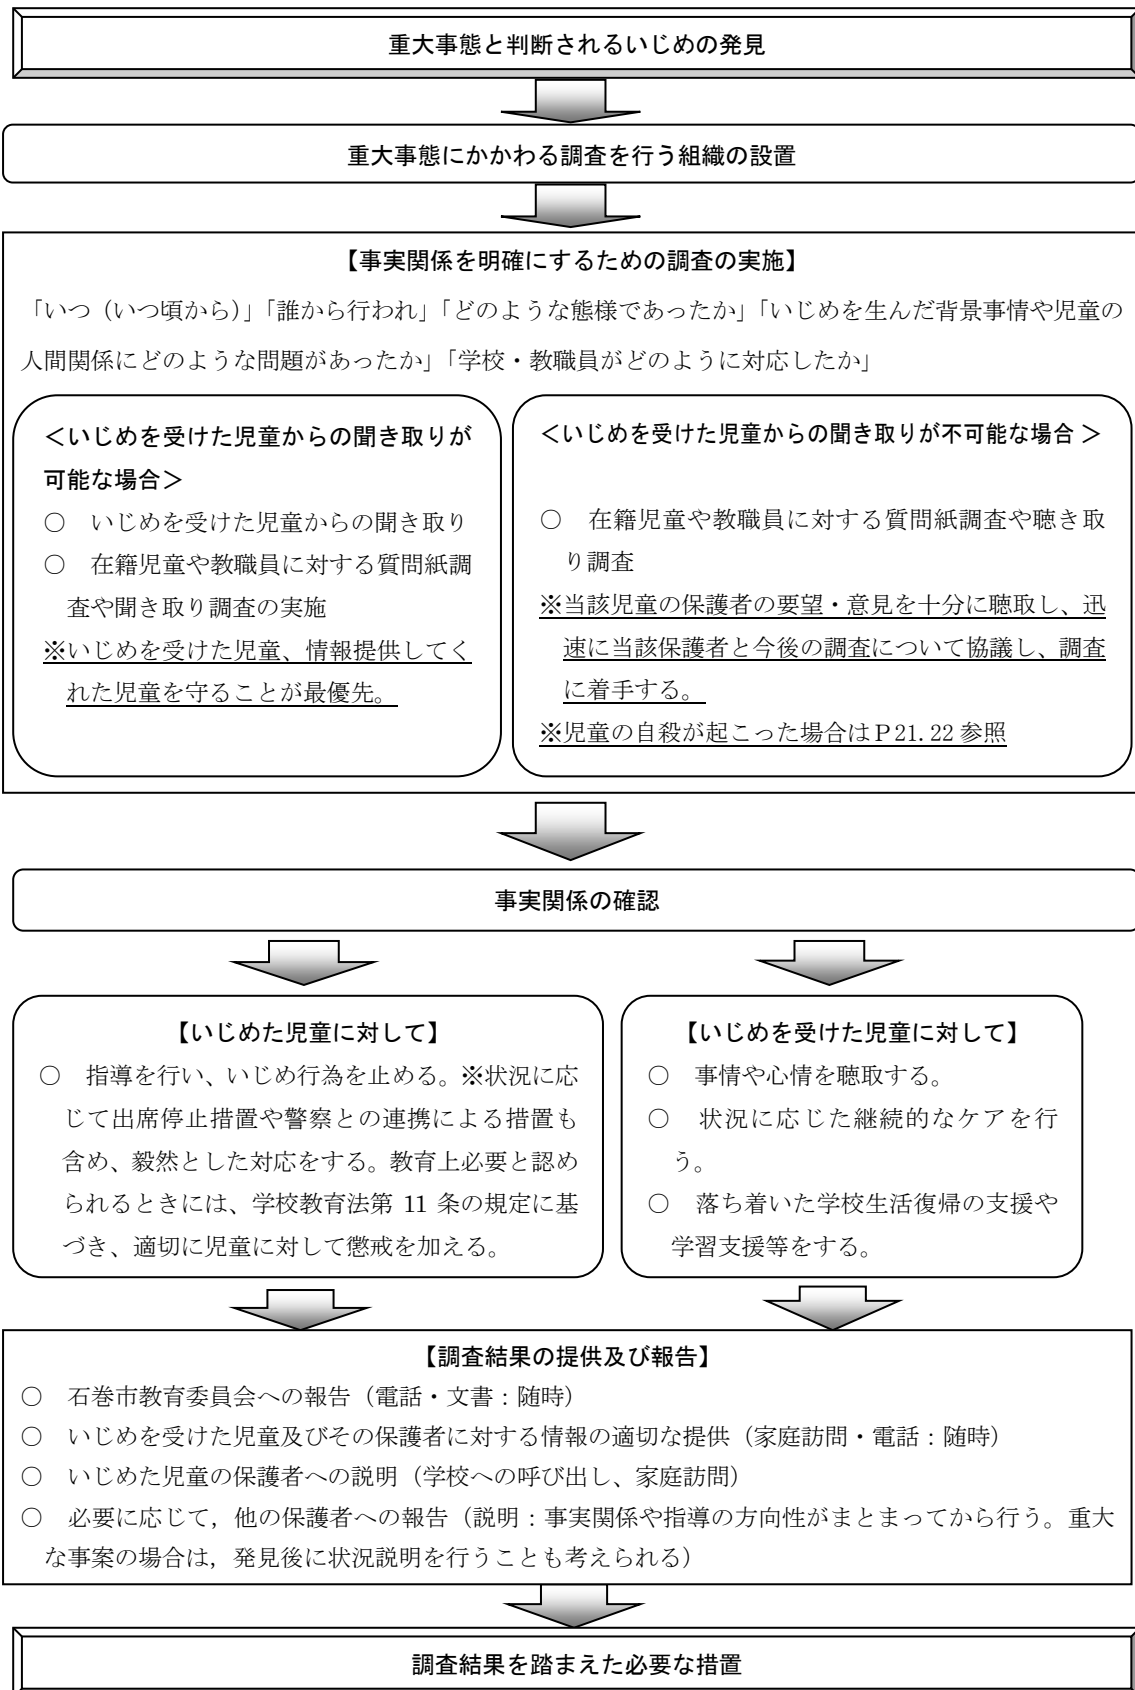 重大事態と判断されるいじめの発見
重大事態にかかわる調査を行う組織の設置
【事実関係を明確にするための調査の実施】
「いつ（いつ頃から）」「誰から行われ」「どのような態様であったか」「いじめを生んだ背景事情や児童の
人間関係にどのような問題があったか」「学校・教職員がどのように対応したか」
＜いじめを受けた児童からの聞き取りが
可能な場合＞
○　いじめを受けた児童からの聞き取り
○　在籍児童や教職員に対する質問紙調
査や聞き取り調査の実施
※いじめを受けた児童、情報提供してく
れた児童を守ることが最優先。
＜いじめを受けた児童からの聞き取りが不可能な場合 ＞
○　在籍児童や教職員に対する質問紙調査や聴き取
り調査
※当該児童の保護者の要望・意見を十分に聴取し、迅
速に当該保護者と今後の調査について協議し、調査
に着手する。
※児童の自殺が起こった場合はＰ21.22 参照
事実関係の確認
【いじめた児童に対して】
○　指導を行い、いじめ行為を止める。※状況に応
じて出席停止措置や警察との連携による措置も
含め、毅然とした対応をする。教育上必要と認め
られるときには、学校教育法第 11 条の規定に基
づき、適切に児童に対して懲戒を加える。
【いじめを受けた児童に対して】
○　事情や心情を聴取する。
○　状況に応じた継続的なケアを行
う。
○　落ち着いた学校生活復帰の支援や
学習支援等をする。
【調査結果の提供及び報告】
○　石巻市教育委員会への報告（電話・文書：随時）
○　いじめを受けた児童及びその保護者に対する情報の適切な提供（家庭訪問・電話：随時）
○　いじめた児童の保護者への説明（学校への呼び出し、家庭訪問）
○　必要に応じて，他の保護者への報告（説明：事実関係や指導の方向性がまとまってから行う。重大
な事案の場合は，発見後に状況説明を行うことも考えられる）
調査結果を踏まえた必要な措置